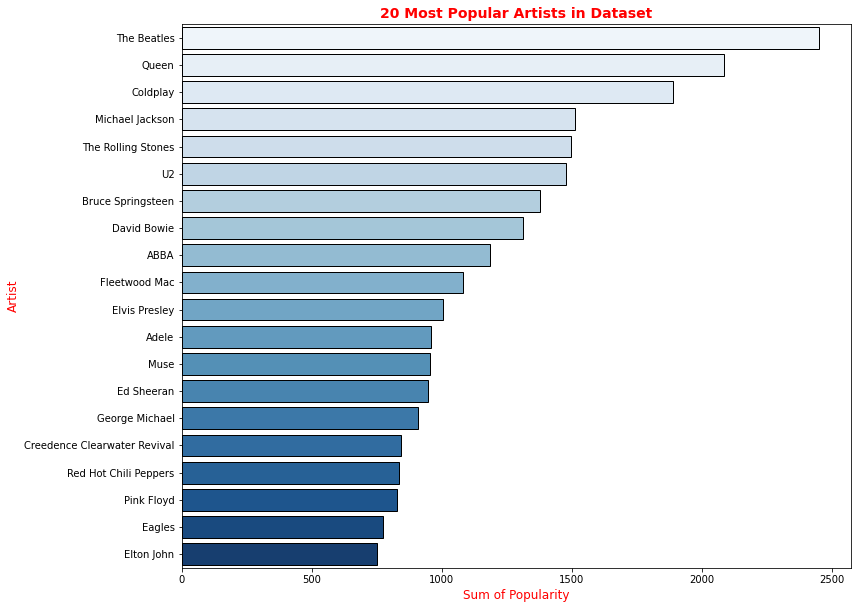 20 Most Popular Artists in Dataset
The Beatles
Queen
Coldplay
Michael Jackson
The Rolling Stones
U2
Bruce Springsteen
David Bowie
ABBA
Fleetwood Mac
Elvis Presley
Adele
Muse
Ed Sheeran
George Michael
Creedence Clearwater Revival
Red Hot Chili Peppers
Pink Floyd
Eagles
Elton John
Artist
0 500 1000 1500 2000 2500
Sum of Popularity